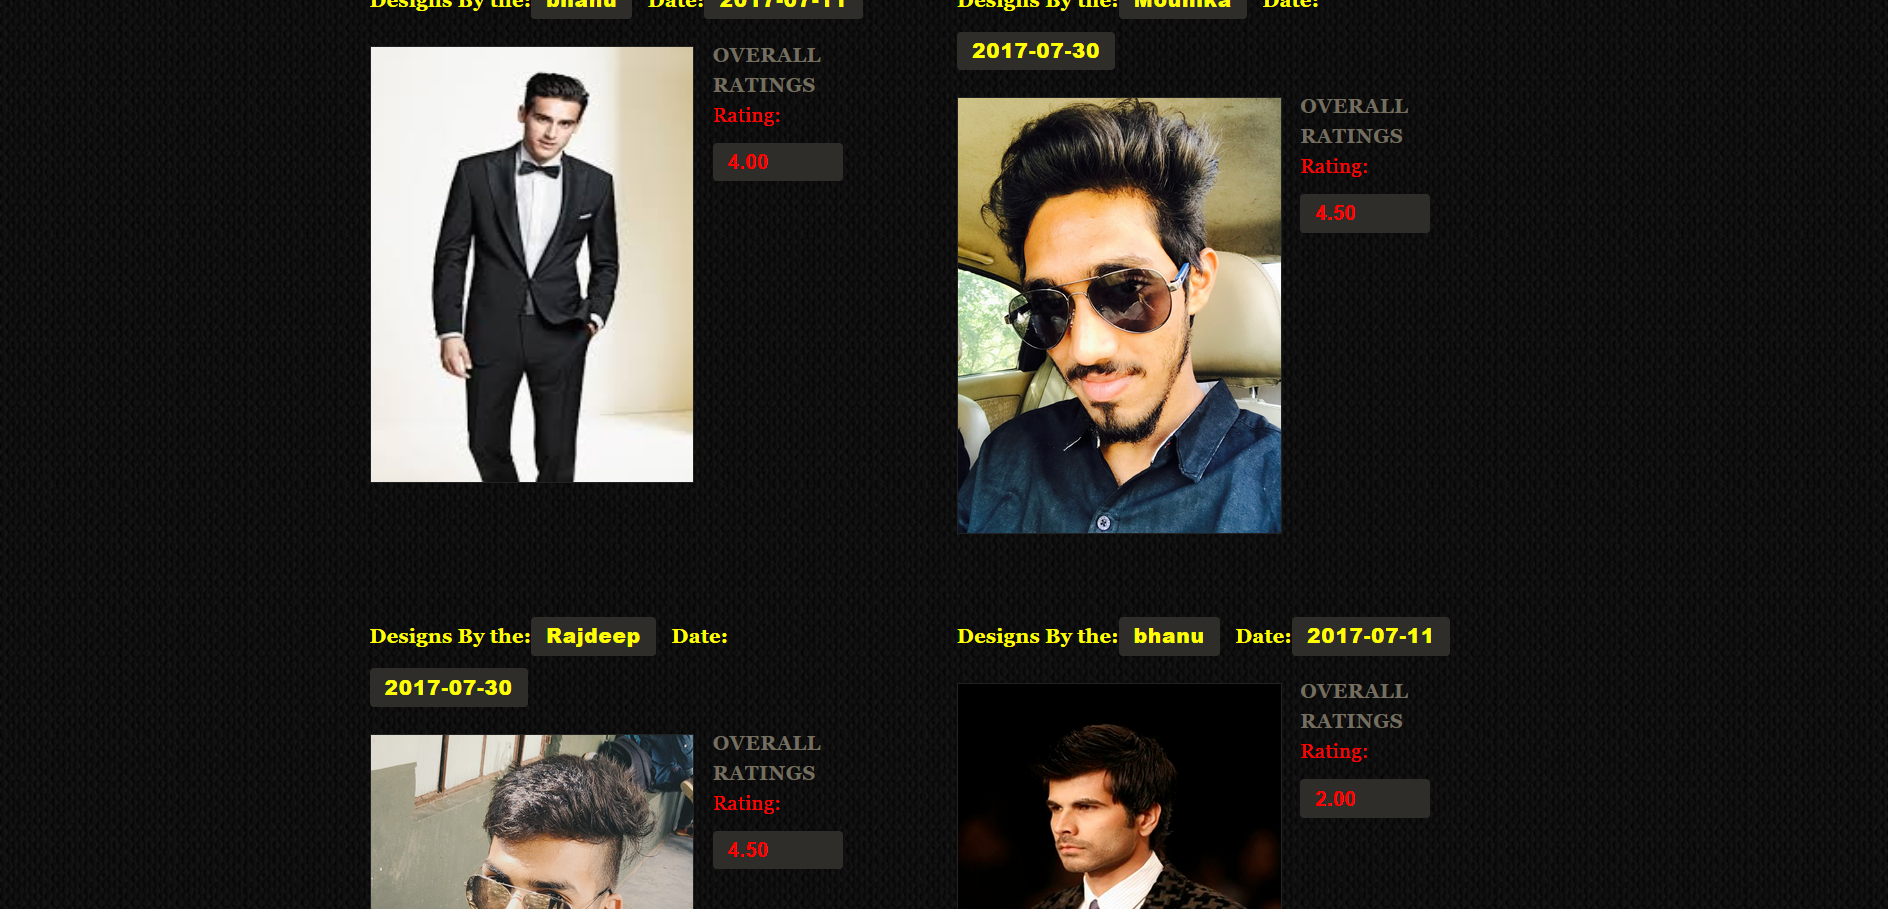 Designs By the: bhanu Date: 2017-07-11
OVERALL
RATINGS
Rating:
4.00
Designs By the: Mounika Date:
2017-07-30
OVERALL
RATINGS
Rating:
4.50
Designs By the: Rajdeep Date:
2017-07-30
OVERALL
RATINGS
Rating:
4.50
Designs By the: bhanu Date: 2017-07-11
OVERALL
RATINGS
Rating:
2.00